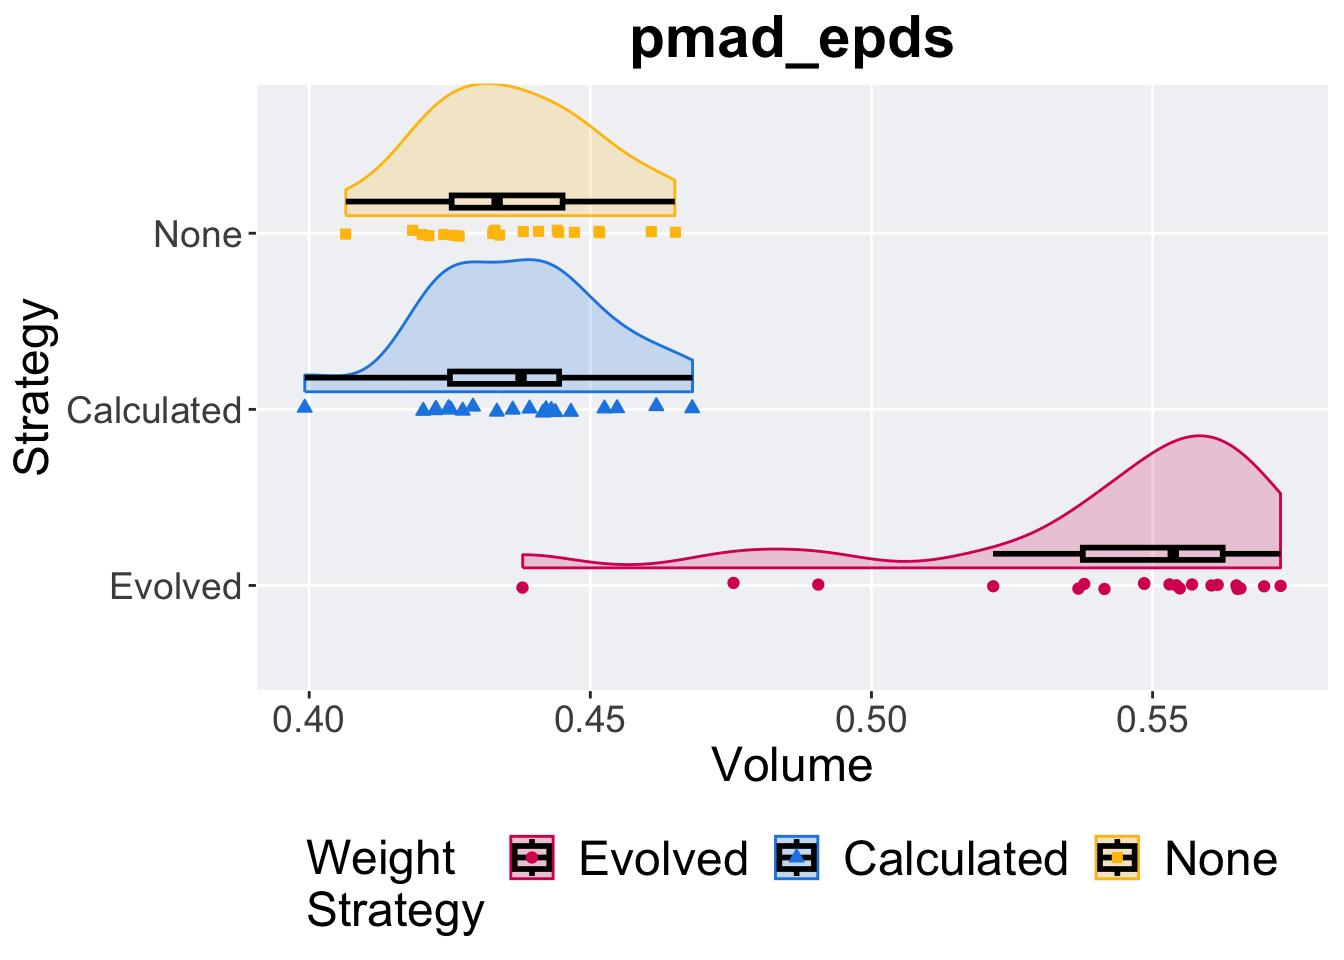 pmad_epds
None
Calculated
Evolved
Strategy
0.40 0.45 0.50 0.55
Volume
Weight
Strategy
Evolved Calculated None